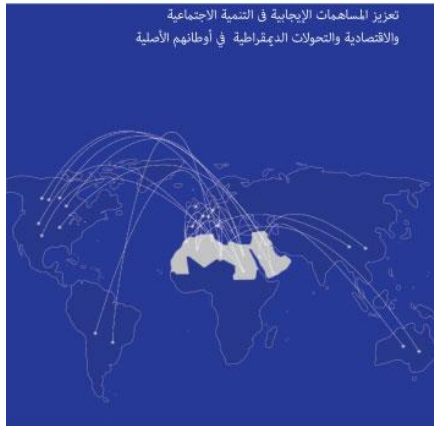 تعزيز المساهمات الإيجابية في التنمية الاجتماعية
والاقتصادية والتحولات الديمقراطية في أوطانهم الأصلية